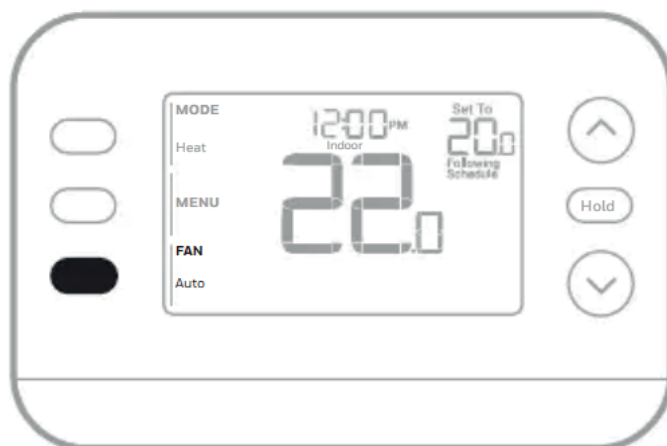 MODE
Heat
MENU
FAN
Auto
12:00 PM
Indoor
22.0
Set To
20.0
Following
Schedule
Hold